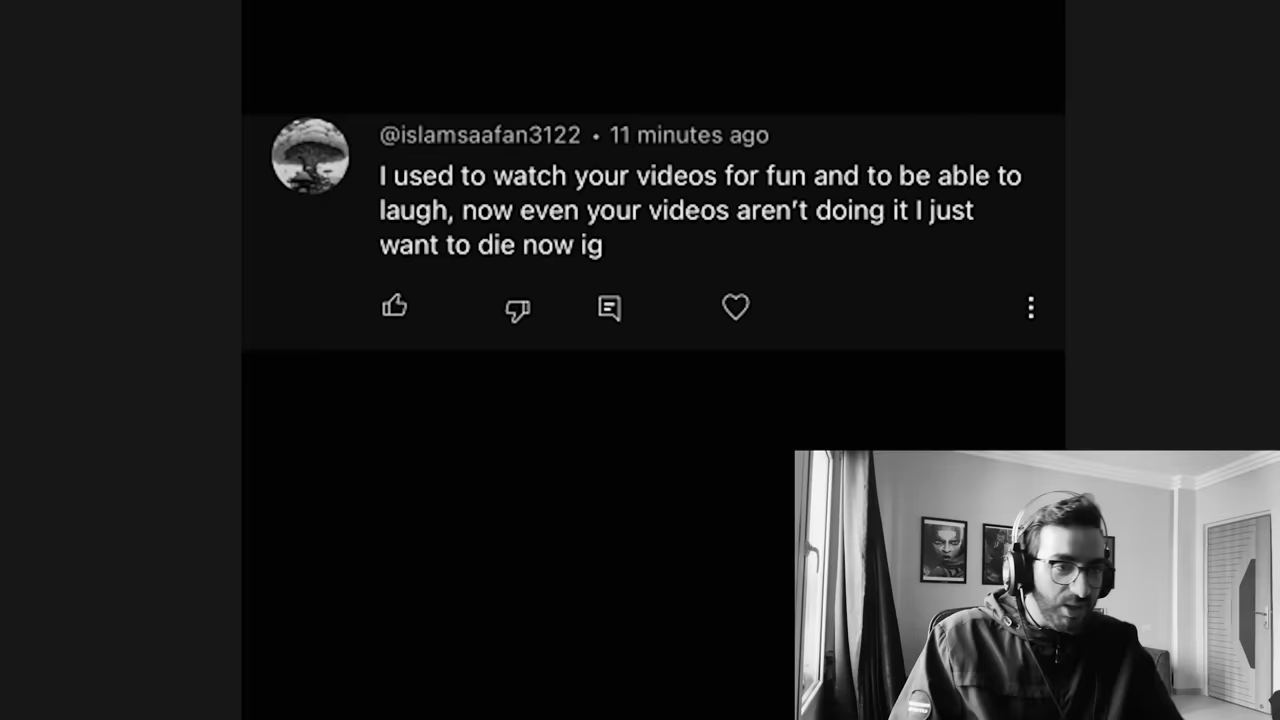 @islamsaafan3122 • 11 minutes ago
I used to watch your videos for fun and to be able to
laugh, now even your videos aren't doing it I just
want to die now ig